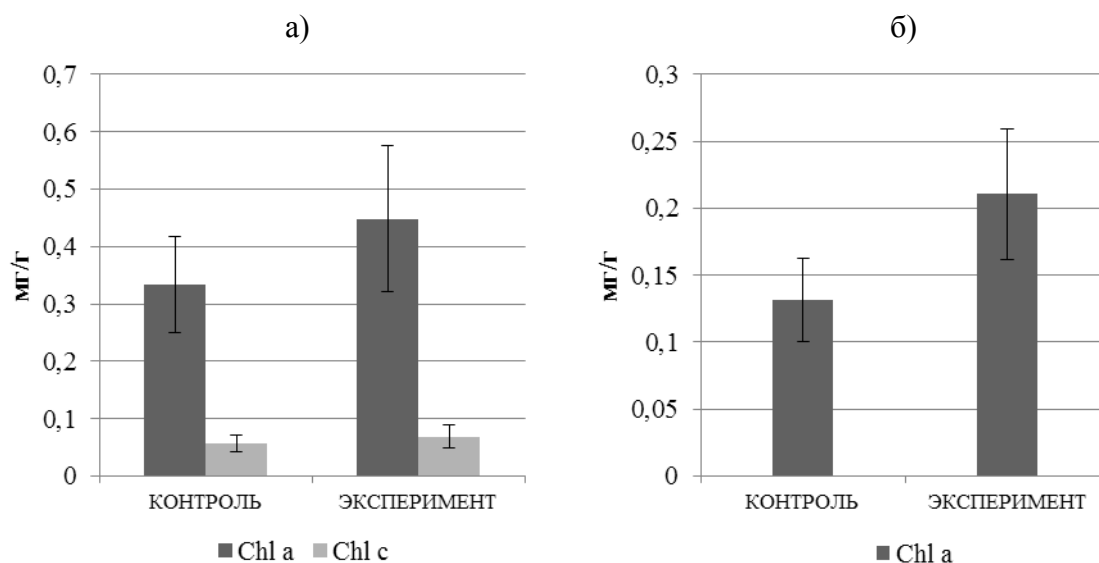 а)
мг/г
0,7
0,6
0,5
0,4
0,3
0,2
0,1
0
КОНТРОЛЬ ЭКСПЕРИМЕНТ
Chl a Chl c
б)
мг/г
0,3
0,25
0,2
0,15
0,1
0,05
0
КОНТРОЛЬ ЭКСПЕРИМЕНТ
Chl a